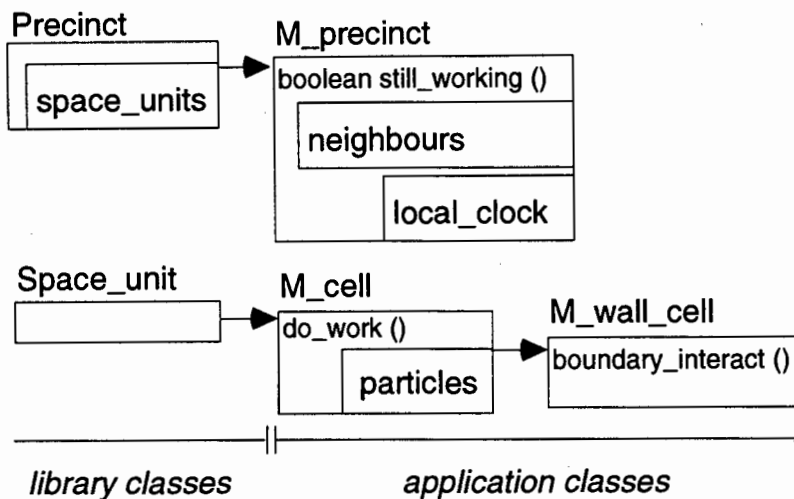 Precinct
M_precinct
boolean still_working ()
space_units
neighbours
local_clock
Space_unit
M_cell
M_wall_cell
do_work ()
boundary_interact ()
particles
library classes
application classes